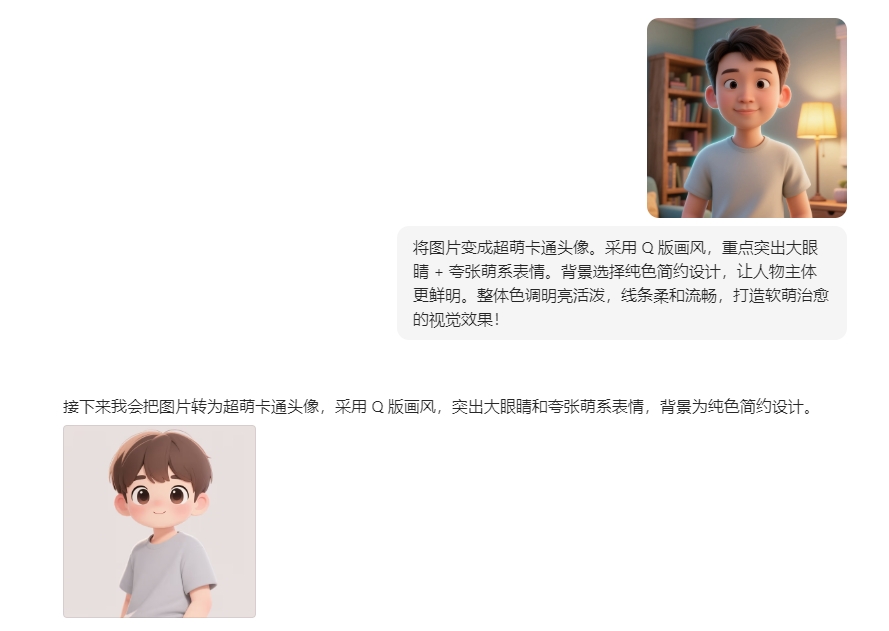 将图片变成超萌卡通头像。采用 Q 版画风，重点突出大眼
睛 + 夸张萌系表情。背景选择纯色简约设计，让人物主体
更鲜明。整体色调明亮活泼，线条柔和流畅，打造软萌治愈
的视觉效果！
接下来我会把图片转为超萌卡通头像，采用 Q 版画风，突出大眼睛和夸张萌系表情，背景为纯色简约设计。